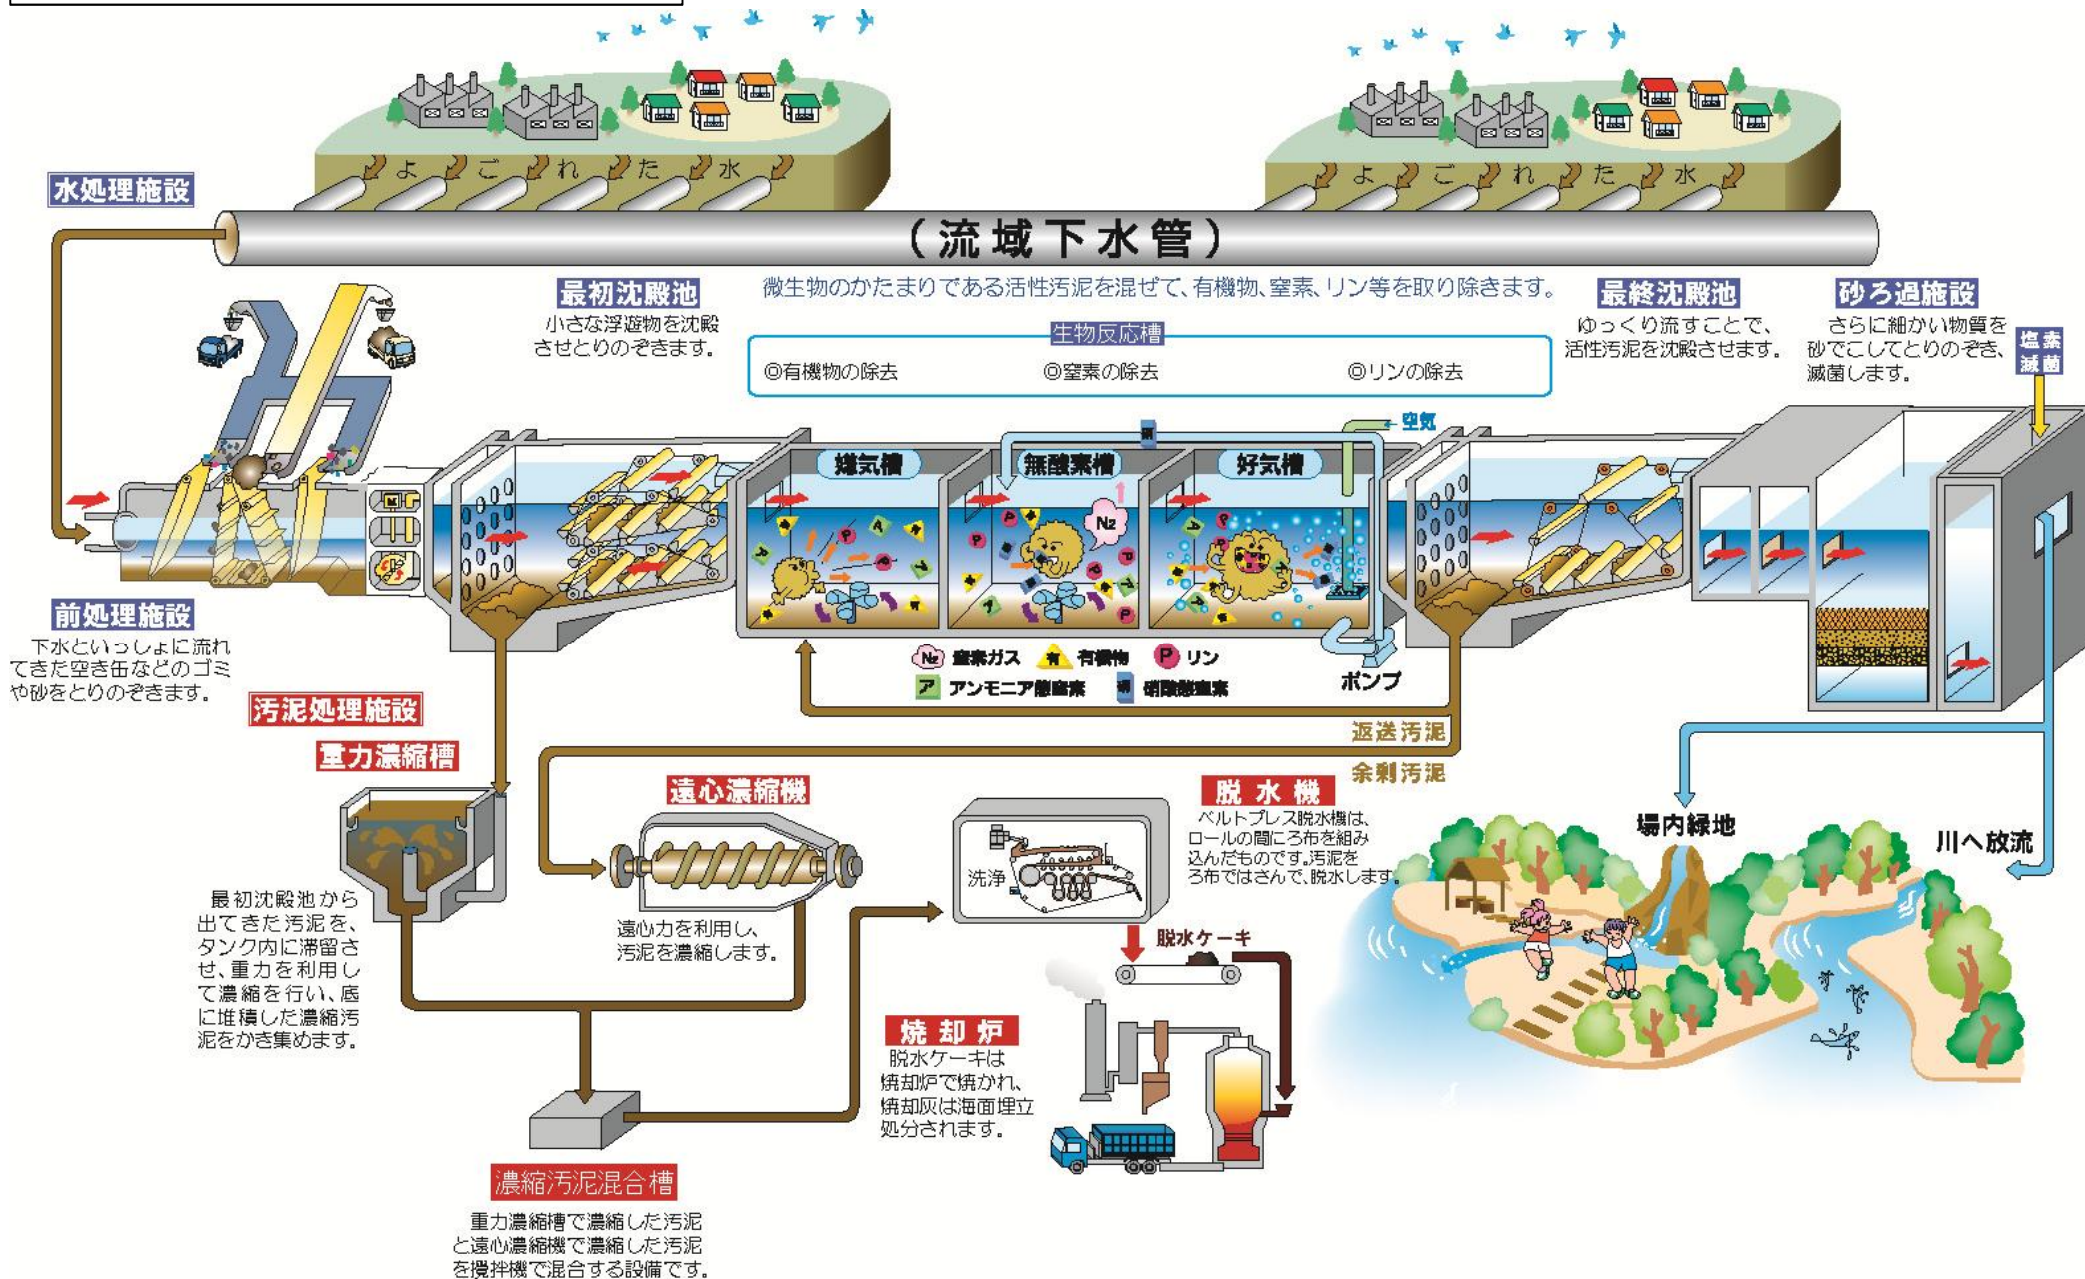 よごれた水
よごれた水
水処理施設
(流域下水管)
最初沈殿池
小さな浮遊物を沈殿
させとりのぞきます。
微生物のかたまりである活性汚泥を混ぜて、有機物、窒素、リン等を取り除きます。
生物反応槽
◎有機物の除去
◎窒素の除去
◎リンの除去
最終沈殿池
ゆっくり流すことで、
活性汚泥を沈殿させます。
砂ろ過施設
さらに細かい物質を
砂でこしてとりのぞき、
滅菌します。
塩素
滅菌
空気
硝
嫌気槽
無酸素槽
好気槽
N2
前処理施設
下水といっしょに流れ
てきた空き缶などのゴミ
や砂をとりのぞきます。
N2 窒素ガス
有 有機物
P リン
ア アンモニア態窒素
硝 硝酸態窒素
ポンプ
返送汚泥
余剰汚泥
汚泥処理施設
重力濃縮槽
最初沈殿池から
出てきた汚泥を、
タンク内に滞留さ
せ、重力を利用し
て濃縮を行い、底
に堆積した濃縮汚
泥をかき集めます。
遠心濃縮機
遠心力を利用し、
汚泥を濃縮します。
洗浄
脱水機
ベルトプレス脱水機は、
ロールの間にろ布を組み
込んだものです。汚泥を
ろ布ではさんで、脱水します。
脱水ケーキ
焼却炉
脱水ケーキは
焼却炉で焼かれ、
焼却灰は海面埋立
処分されます。
場内緑地
川へ放流
濃縮汚泥混合槽
重力濃縮槽で濃縮した汚泥
と遠心濃縮機で濃縮した汚泥
を攪拌機で混合する設備です。